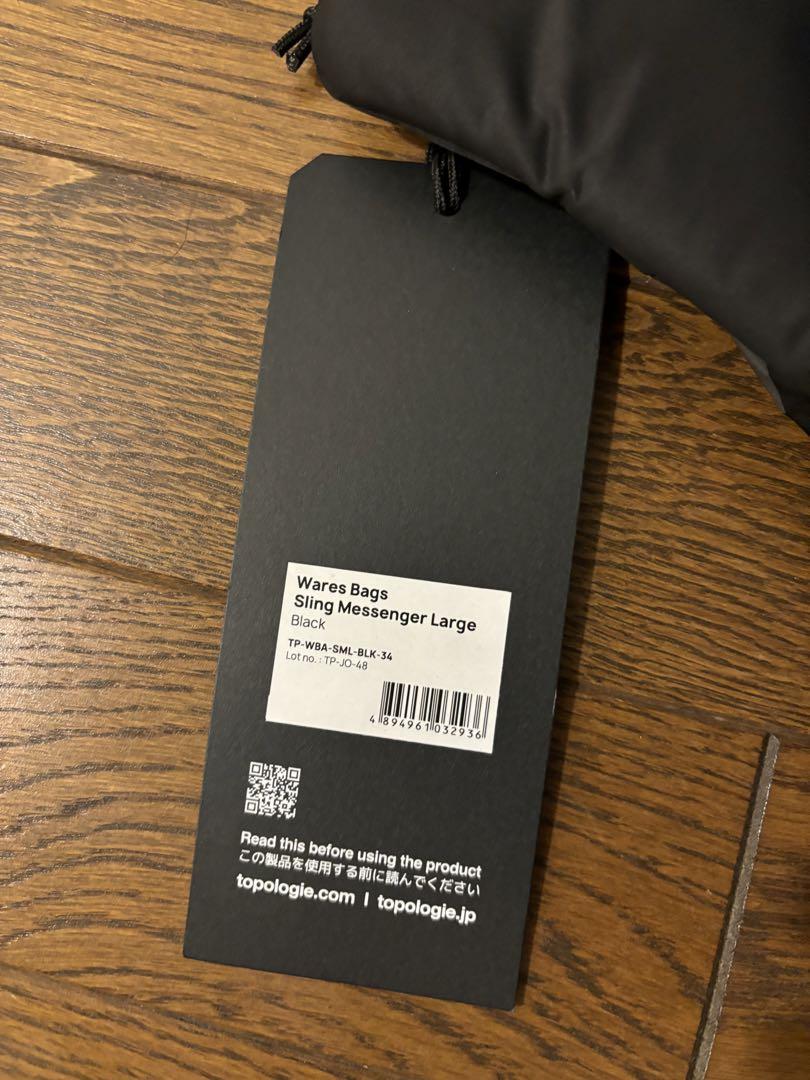 Wares Bags
Sling Messenger Large
Black
TP-WBA-SML-BLK-34
Lot no. : TP-JO-48
4 894961 032936
Read this before using the product
この製品を使用する前に読んでください
topologie.com | topologie.jp